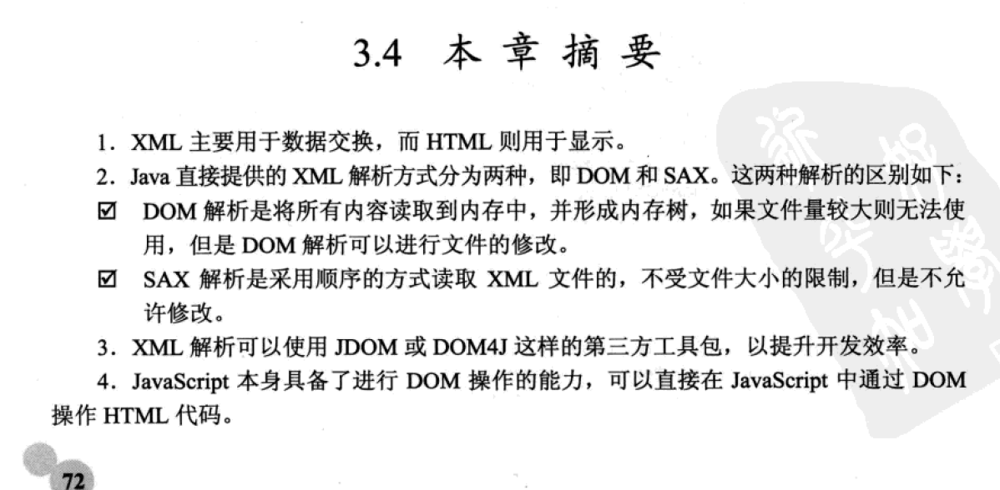 3.4 本章摘要
1．XML 主要用于数据交换，而 HTML 则用于显示。
2．Java 直接提供的 XML 解析方式分为两种，即 DOM 和 SAX。这两种解析的区别如下：
☑ DOM 解析是将所有内容读取到内存中，并形成内存树，如果文件量较大则无法使
用，但是 DOM 解析可以进行文件的修改。
☑ SAX 解析是采用顺序的方式读取 XML 文件的，不受文件大小的限制，但是不允
许修改。
3．XML 解析可以使用 JDOM 或 DOM4J 这样的第三方工具包，以提升开发效率。
4．JavaScript 本身具备了进行 DOM 操作的能力，可以直接在 JavaScript 中通过 DOM
操作 HTML 代码。
72